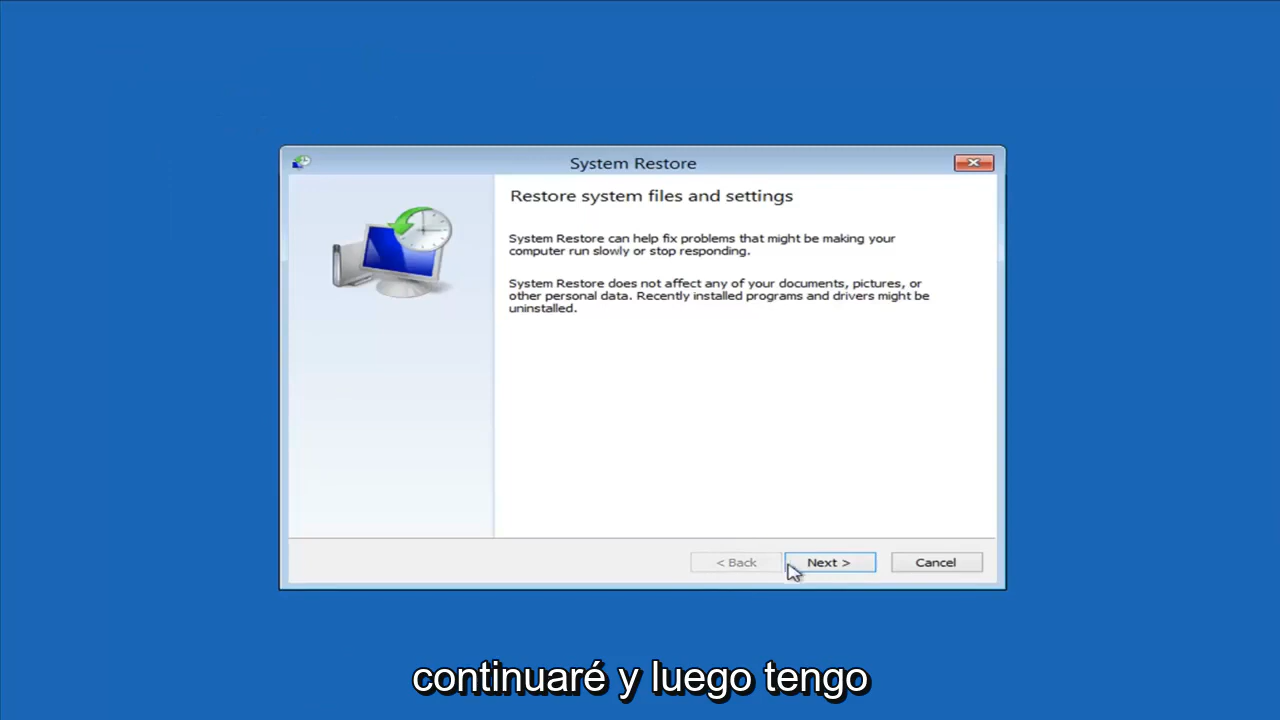 System Restore
Restore system files and settings
System Restore can help fix problems that might be making your
computer run slowly or stop responding.
System Restore does not affect any of your documents, pictures, or
other personal data. Recently installed programs and drivers might be
uninstalled.
< Back
Next >
Cancel
continuaré y luego tengo